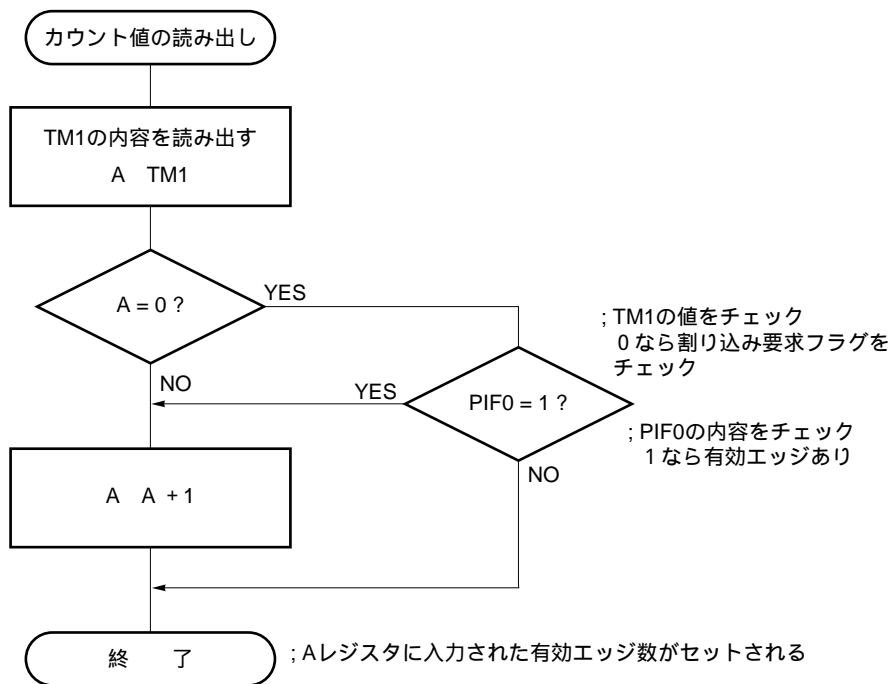 カウント値の読み出し
TM1の内容を読み出す
A TM1
A = 0 ?
YES
; TM1の値をチェック
0なら割り込み要求フラグを
チェック
NO
YES
PIF0 = 1 ?
; PIF0の内容をチェック
1なら有効エッジあり
NO
A A + 1
終 了
; Aレジスタに入力された有効エッジ数がセットされる